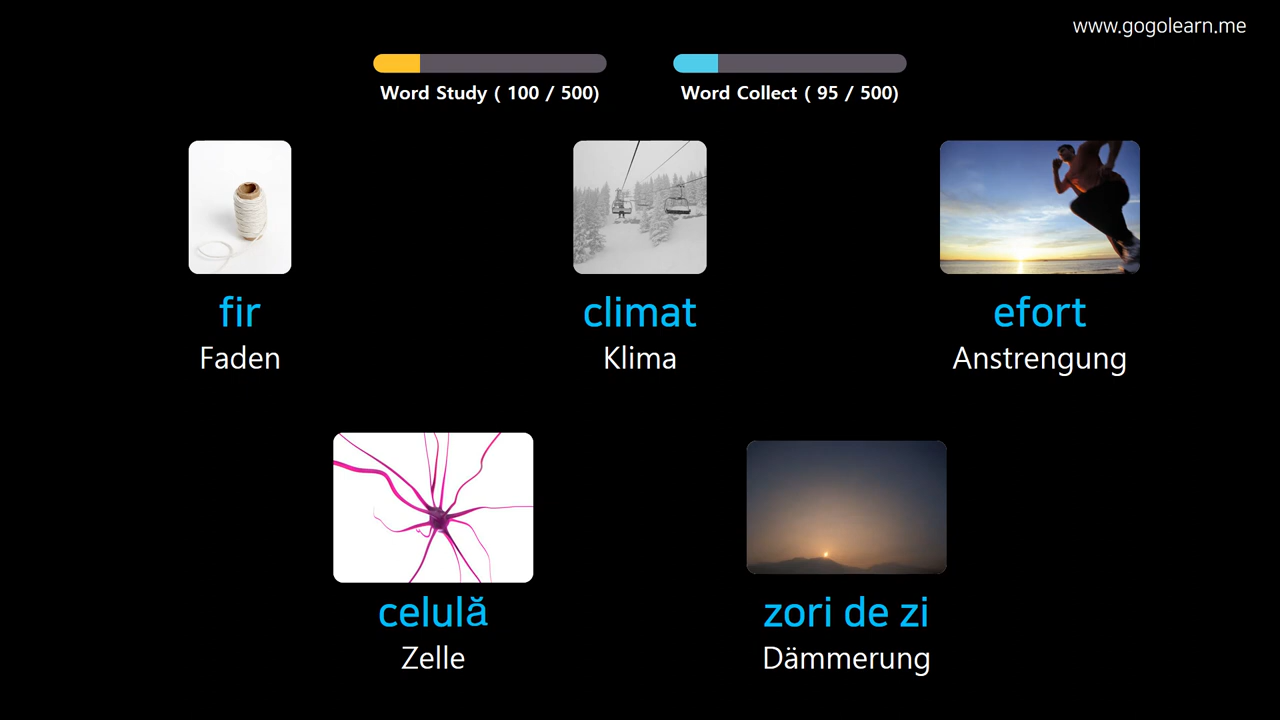 www.gogolearn.me
Word Study ( 100 / 500)
Word Collect ( 95 / 500)
fir
Faden
climat
Klima
efort
Anstrengung
celulă
Zelle
zori de zi
Dämmerung